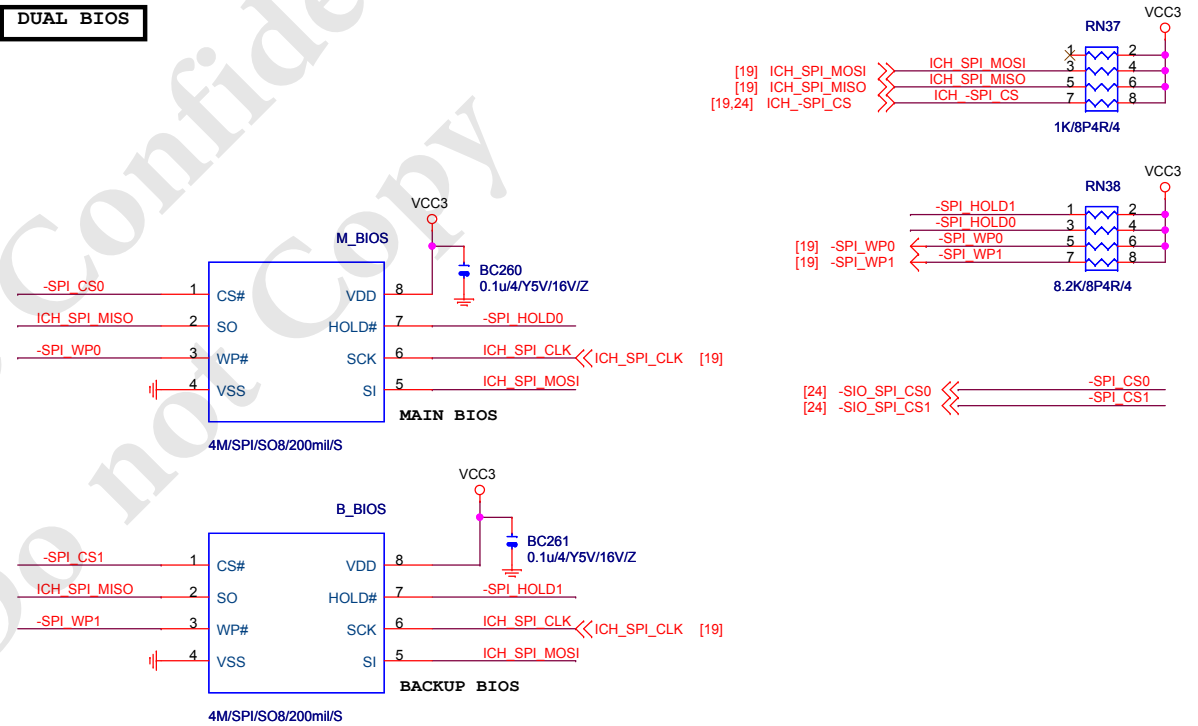 DUAL BIOS
Confide
Do not Copy
VCC3
RN37
[19] ICH_SPI_MOSI ICH_SPI_MOSI
[19] ICH_SPI_MISO ICH_SPI_MISO
[19,24] ICH_-SPI_CS ICH_-SPI_CS
1 2
3 4
5 6
7 8
1K/8P4R/4
VCC3
RN38
-SPI_HOLD1 1 2
-SPI_HOLD0 3 4
[19] -SPI_WP0 -SPI_WP0 5 6
[19] -SPI_WP1 -SPI_WP1 7 8
8.2K/8P4R/4
VCC3
M_BIOS
BC260
0.1u/4/Y5V/16V/Z
-SPI_CS0 1 CS# VDD 8
ICH_SPI_MISO 2 SO HOLD# 7 -SPI_HOLD0
-SPI_WP0 3 WP# SCK 6 ICH_SPI_CLK ICH_SPI_CLK [19]
4 VSS SI 5 ICH_SPI_MOSI
MAIN BIOS
4M/SPI/SO8/200mil/S
[24] -SIO_SPI_CS0 -SPI_CS0
[24] -SIO_SPI_CS1 -SPI_CS1
VCC3
B_BIOS
BC261
0.1u/4/Y5V/16V/Z
-SPI_CS1 1 CS# VDD 8
ICH_SPI_MISO 2 SO HOLD# 7 -SPI_HOLD1
-SPI_WP1 3 WP# SCK 6 ICH_SPI_CLK ICH_SPI_CLK [19]
4 VSS SI 5 ICH_SPI_MOSI
BACKUP BIOS
4M/SPI/SO8/200mil/S